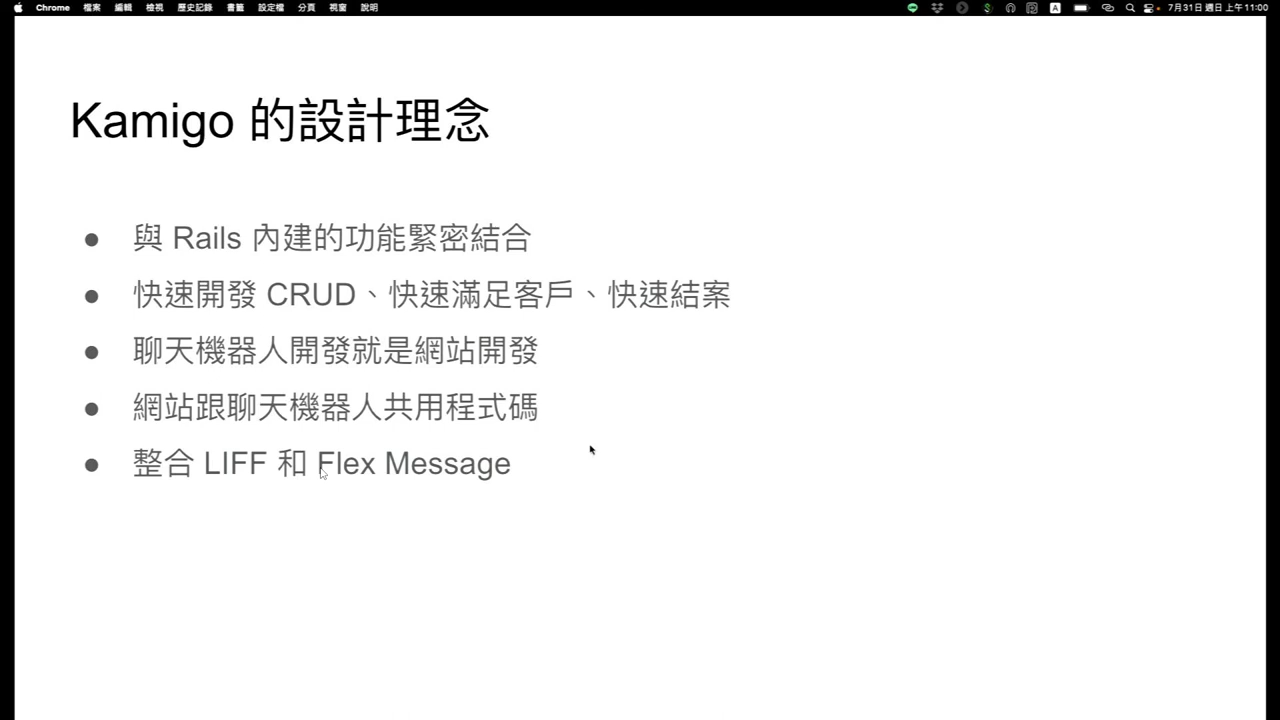 Chrome 檔案 編輯 檢視 歷史記錄 書籤 設定檔 分頁 視窗 說明 A 7月31日 週日 上午11:00
Kamigo 的設計理念
● 與 Rails 內建的功能緊密結合
● 快速開發 CRUD、快速滿足客戶、快速結案
● 聊天機器人開發就是網站開發
● 網站跟聊天機器人共用程式碼
● 整合 LIFF 和 Flex Message